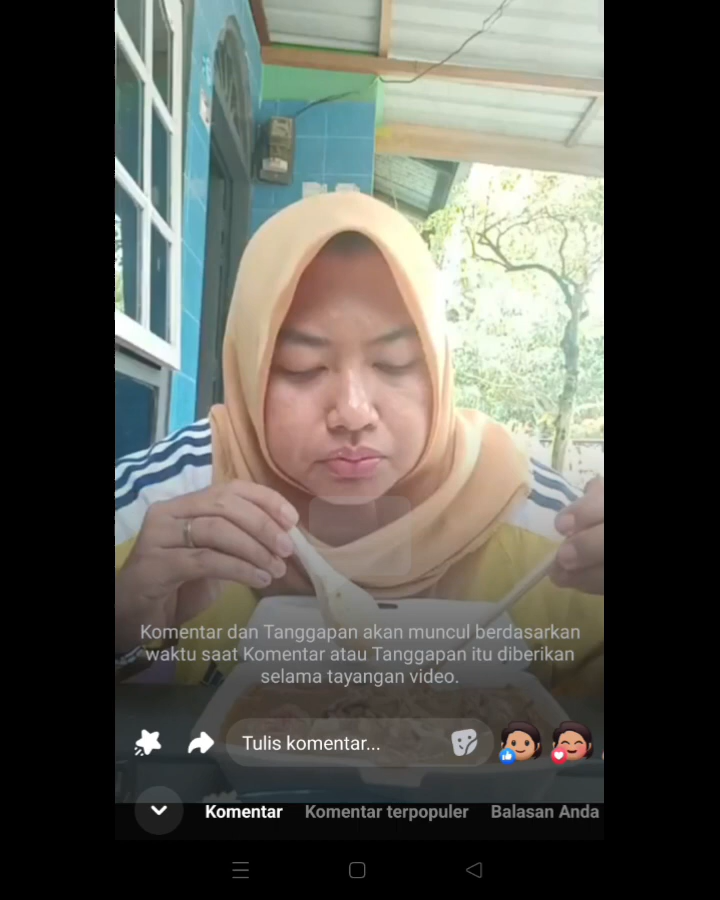 Komentar dan Tanggapan akan muncul berdasarkan
waktu saat Komentar atau Tanggapan itu diberikan
selama tayangan video.
Tulis komentar...
Komentar Komentar terpopuler Balasan Anda